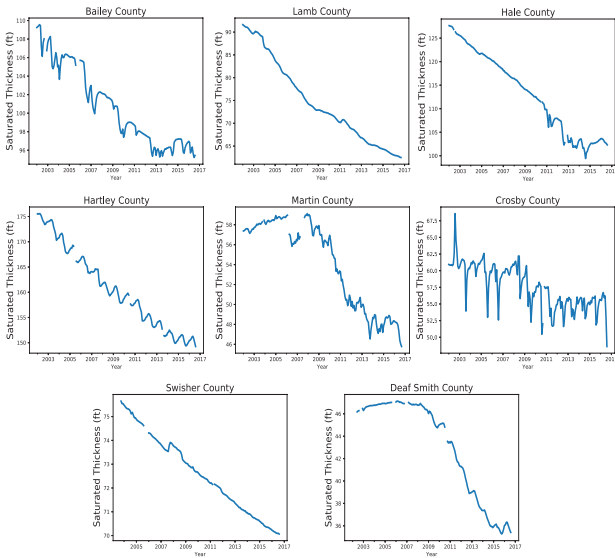 Bailey County
Saturated Thickness (ft)
110
108
106
104
102
100
98
96
2003 2005 2007 2009 2011 2013 2015 2017
Year
Lamb County
Saturated Thickness (ft)
90
85
80
75
70
65
2003 2005 2007 2009 2011 2013 2015 2017
Year
Hale County
Saturated Thickness (ft)
125
120
115
110
105
100
2003 2005 2007 2009 2011 2013 2015 2017
Year
Hartley County
Saturated Thickness (ft)
175
170
165
160
155
150
2003 2005 2007 2009 2011 2013 2015 2017
Year
Martin County
Saturated Thickness (ft)
58
56
54
52
50
48
46
2003 2005 2007 2009 2011 2013 2015 2017
Year
Crosby County
Saturated Thickness (ft)
67.5
65.0
62.5
60.0
57.5
55.0
52.5
50.0
2003 2005 2007 2009 2011 2013 2015 2017
Year
Swisher County
Saturated Thickness (ft)
75
74
73
72
71
70
2005 2007 2009 2011 2013 2015 2017
Year
Deaf Smith County
Saturated Thickness (ft)
46
44
42
40
38
36
2003 2005 2007 2009 2011 2013 2015 2017
Year